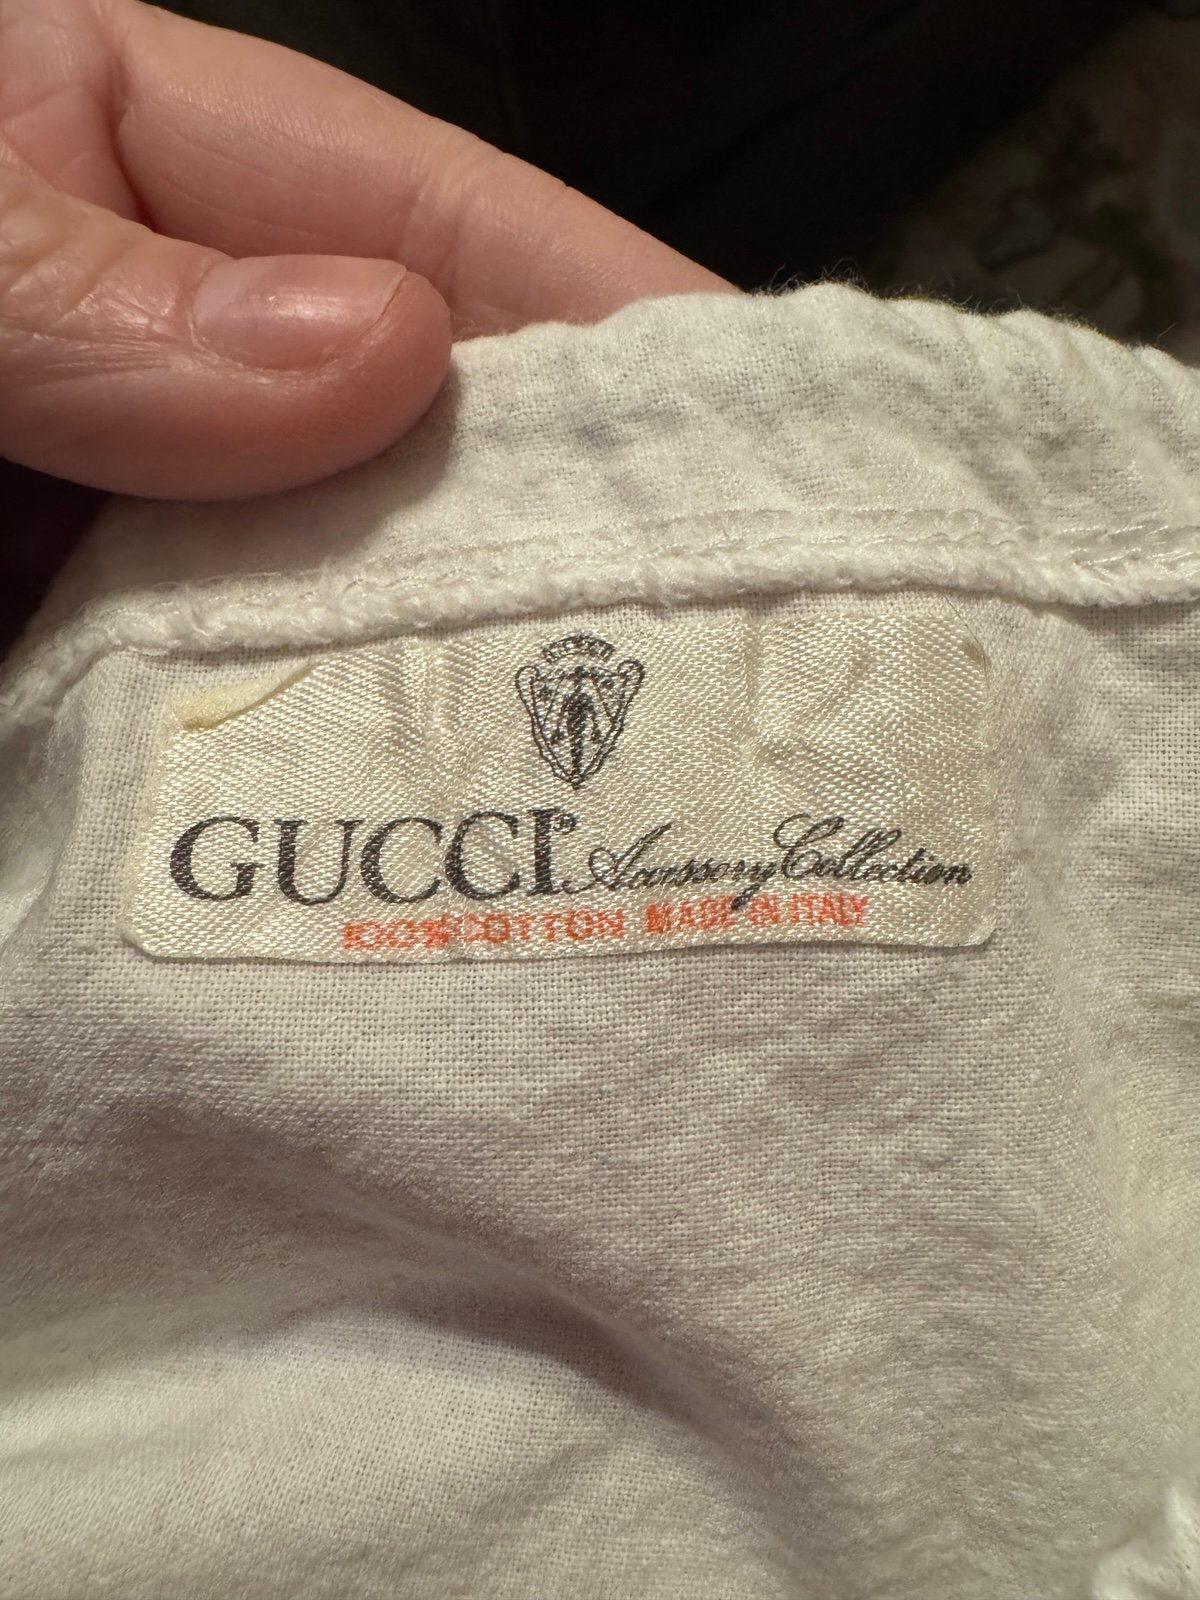 GUCCI® Accessory Collection
100% COTTON MADE IN ITALY